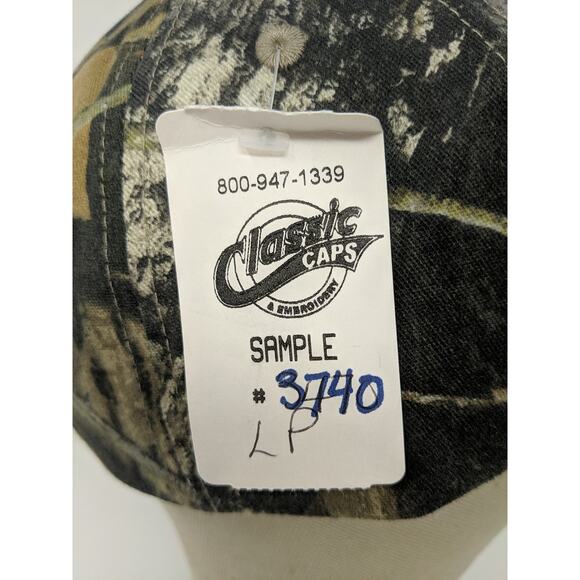 800-947-1339
Classic
CAPS
& EMBROIDERY
SAMPLE
# 3740
LP